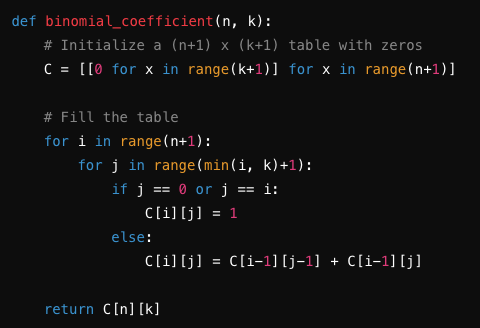 def binomial_coefficient(n, k):
    # Initialize a (n+1) x (k+1) table with zeros
    C = [[0 for x in range(k+1)] for x in range(n+1)]

    # Fill the table
    for i in range(n+1):
        for j in range(min(i, k)+1):
            if j == 0 or j == i:
                C[i][j] = 1
            else:
                C[i][j] = C[i-1][j-1] + C[i-1][j]

    return C[n][k]